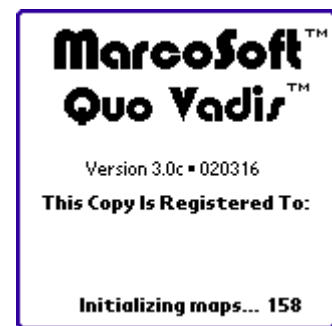 MarcoSoft™
Quo Vadis™
Version 3.0c ▪ 020316
This Copy Is Registered To:
Initializing maps... 158